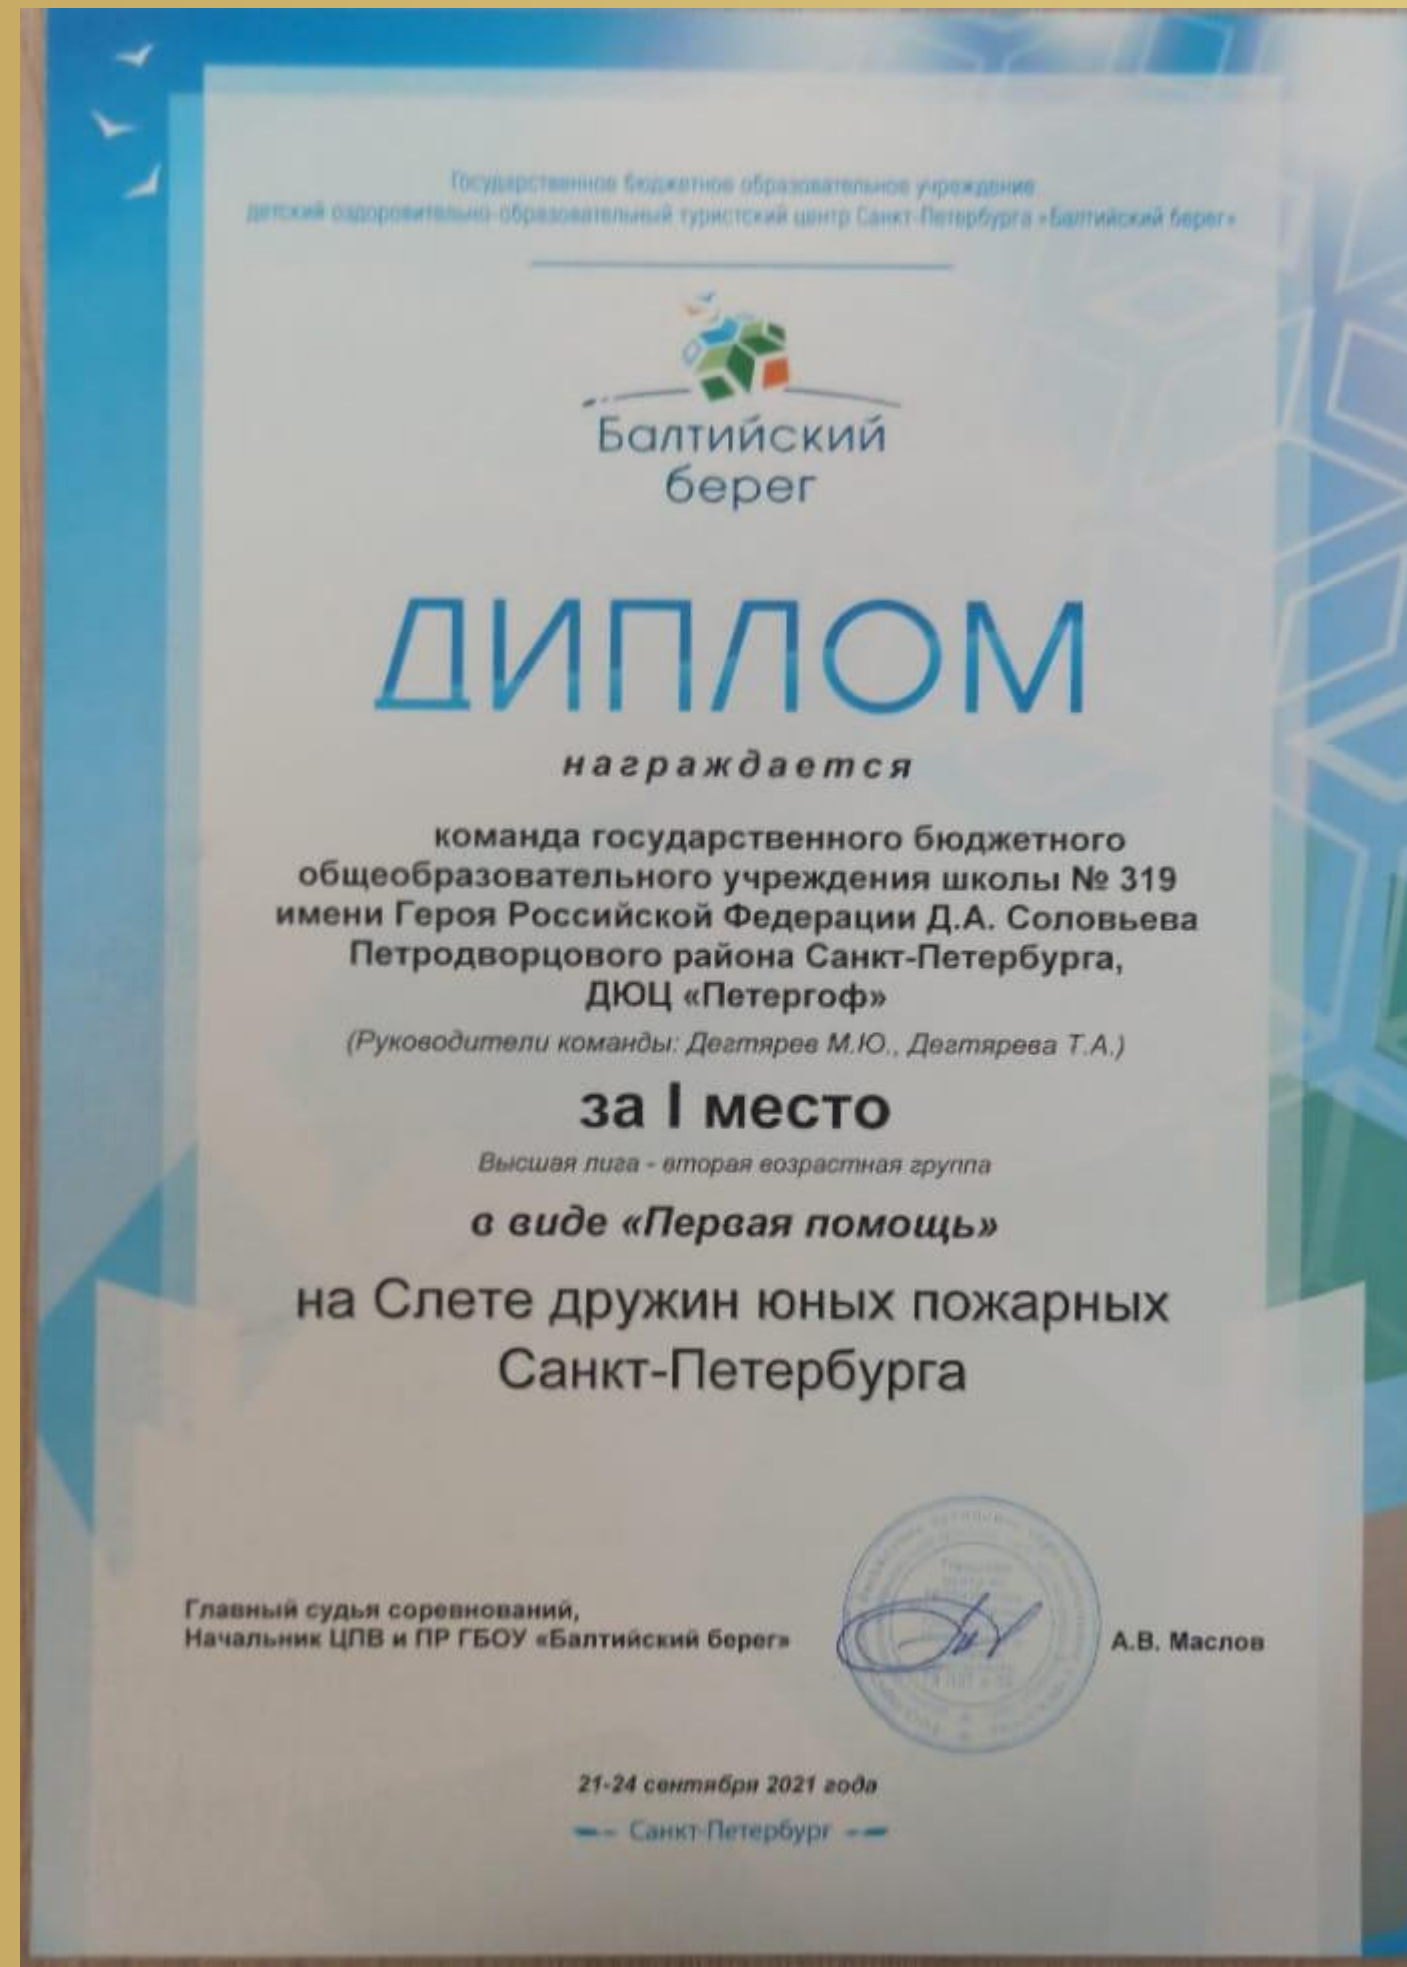 Государственное бюджетное образовательное учреждение
детский оздоровительно-образовательный туристский центр Санкт-Петербурга «Балтийский берег»
Балтийский
берег
ДИПЛОМ
награждается
команда государственного бюджетного
общеобразовательного учреждения школы № 319
имени Героя Российской Федерации Д.А. Соловьева
Петродворцового района Санкт-Петербурга,
ДЮЦ «Петергоф»
(Руководители команды: Дегтярев М.Ю., Дегтярева Т.А.)
за I место
Высшая лига - вторая возрастная группа
в виде «Первая помощь»
на Слете дружин юных пожарных
Санкт-Петербурга
Главный судья соревнований,
Начальник ЦПВ и ПР ГБОУ «Балтийский берег»
А.В. Маслов
21-24 сентября 2021 года
Санкт-Петербург